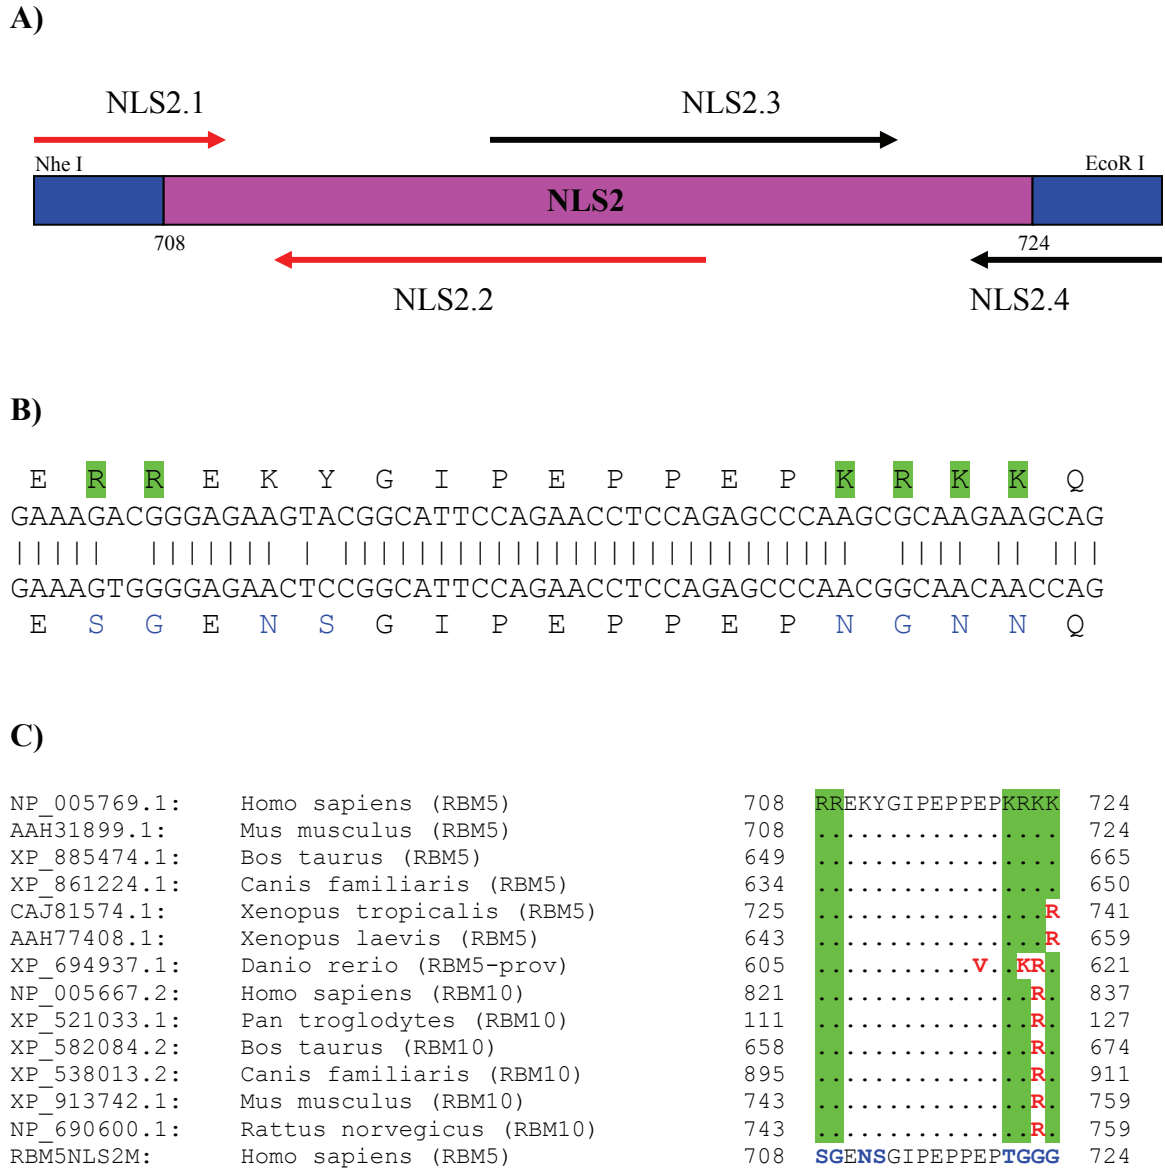 A)
NLS2.1 NLS2.3
Nhe I EcoR I
NLS2
708 724
NLS2.2 NLS2.4
B)
E R R E K Y G I P E P P E P K R K K Q
GAAAGACGGGAGAAGTACGGCATTCCAGAACCTCCAGAGCCCAAGCGCAAGAAGCAG
||||| ||||||| | |||||||||||||||||||||||||| |||| || |||
GAAAGTGGGGAGAACTCCGGCATTCCAGAACCTCCAGAGCCCAACGGCAACAACCAG
E S G E N S G I P E P P E P N G N N Q
C)
NP_005769.1: Homo sapiens (RBM5) 708 RREKYGIPEPPEPKRKK 724
AAH31899.1: Mus musculus (RBM5) 708 ................. 724
XP_885474.1: Bos taurus (RBM5) 649 ................. 665
XP_861224.1: Canis familiaris (RBM5) 634 ................. 650
CAJ81574.1: Xenopus tropicalis (RBM5) 725 ................R 741
AAH77408.1: Xenopus laevis (RBM5) 643 ................R 659
XP_694937.1: Danio rerio (RBM5-prov) 605 ...........V..KR. 621
NP_005667.2: Homo sapiens (RBM10) 821 ...............R. 837
XP_521033.1: Pan troglodytes (RBM10) 111 ...............R. 127
XP_582084.2: Bos taurus (RBM10) 658 ...............R. 674
XP_538013.2: Canis familiaris (RBM10) 895 ...............R. 911
XP_913742.1: Mus musculus (RBM10) 743 ...............R. 759
NP_690600.1: Rattus norvegicus (RBM10) 743 ...............R. 759
RBM5NLS2M: Homo sapiens (RBM5) 708 SGENSGIPEPPEPTGGG 724